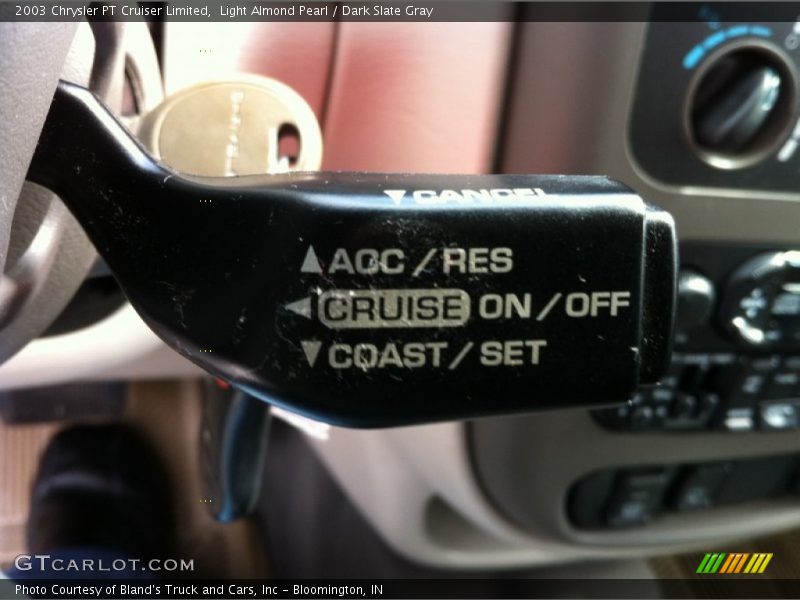 2003 Chrysler PT Cruiser Limited, Light Almond Pearl / Dark Slate Gray
▼CANCEL
▲ACC/RES
◀CRUISE ON/OFF
▼COAST/SET
GTCARLOT.COM
Photo Courtesy of Bland's Truck and Cars, Inc - Bloomington, IN